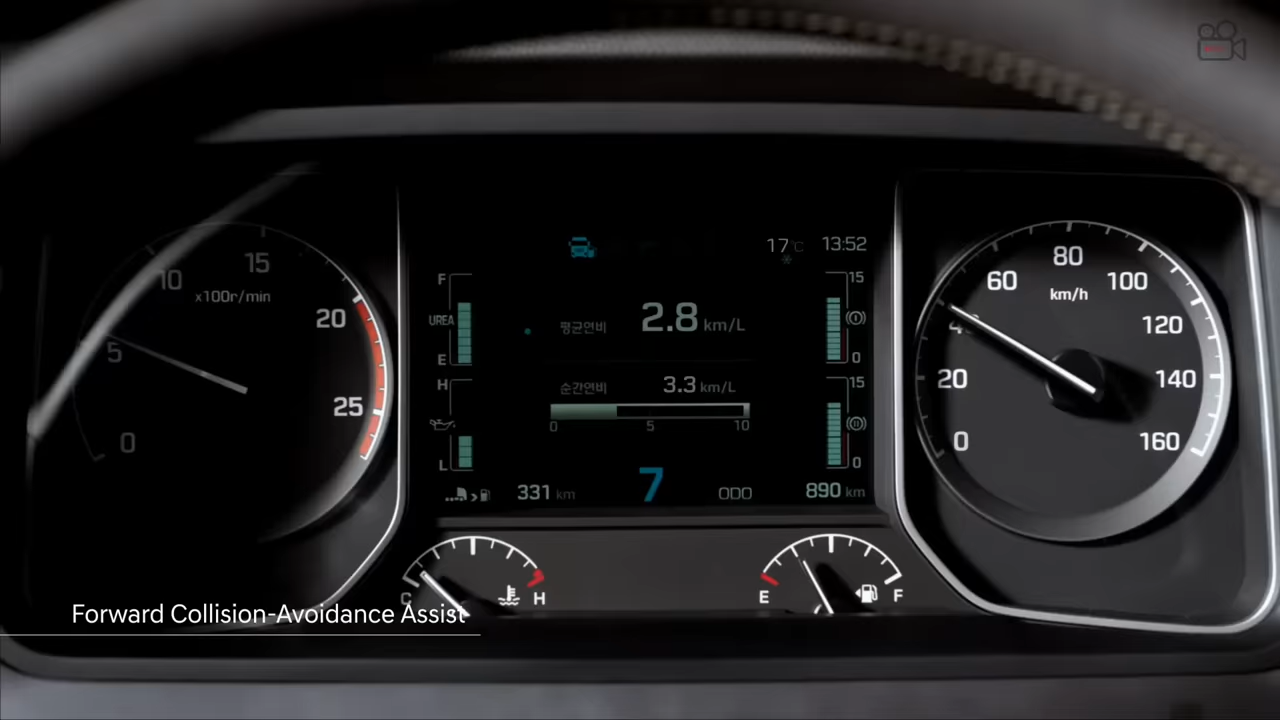 0
5
10
15
20
25
x100r/min
17°C
13:52
F
UREA
E
평균연비 2.8 km/L
15
0
H
L
순간연비 3.3 km/L
0 5 10
15
0
331 km
7
ODO 890 km
0
20
40
60
80
100
120
140
160
km/h
C H
E F
Forward Collision-Avoidance Assist